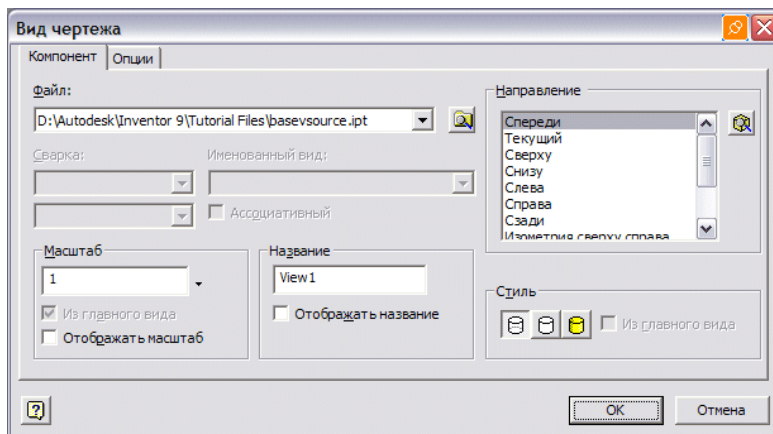 Вид чертежа
Компонент Опции
Файл:
D:\Autodesk\Inventor 9\Tutorial Files\basevsource.ipt
Сварка: Именованный вид:
Ассоциативный
Направление
Спереди
Текущий
Сверху
Снизу
Слева
Справа
Сзади
Изометрия сверху справа
Масштаб
1
Из главного вида
Отображать масштаб
Название
View1
Отображать название
Стиль
Из главного вида
? OK Отмена